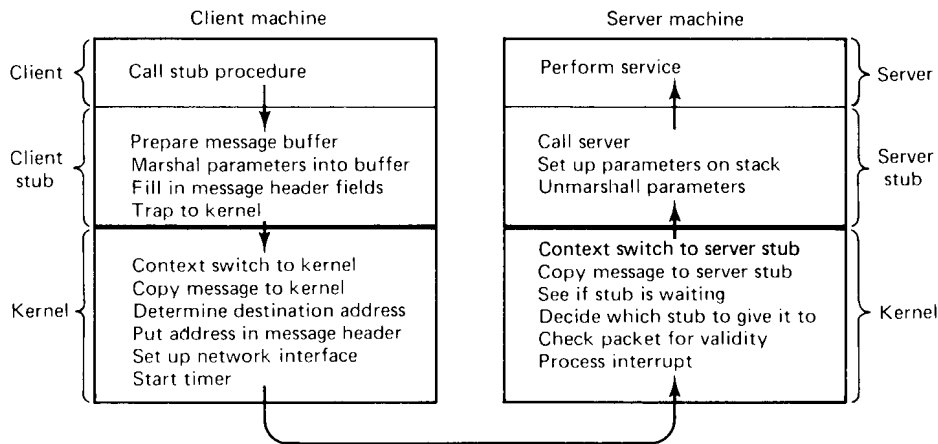 Client machine
Server machine
Client
Call stub procedure
Perform service
Server
Client
stub
Prepare message buffer
Marshal parameters into buffer
Fill in message header fields
Trap to kernel
Call server
Set up parameters on stack
Unmarshall parameters
Server
stub
Kernel
Context switch to kernel
Copy message to kernel
Determine destination address
Put address in message header
Set up network interface
Start timer
Context switch to server stub
Copy message to server stub
See if stub is waiting
Decide which stub to give it to
Check packet for validity
Process interrupt
Kernel